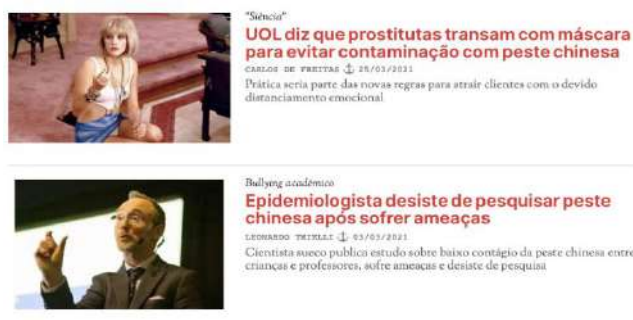 "Siência"
UOL diz que prostitutas transam com máscara
para evitar contaminação com peste chinesa
CARLOS DE FREITAS ⚓ 25/03/2021
Prática seria parte das novas regras para atrair clientes com o devido
distanciamento emocional
Bullyng acadêmico
Epidemiologista desiste de pesquisar peste
chinesa após sofrer ameaças
LEONARDO TRIELLI ⚓ 03/03/2021
Cientista sueco publica estudo sobre baixo contágio da peste chinesa entre
crianças e professores, sofre ameaças e desiste de pesquisa